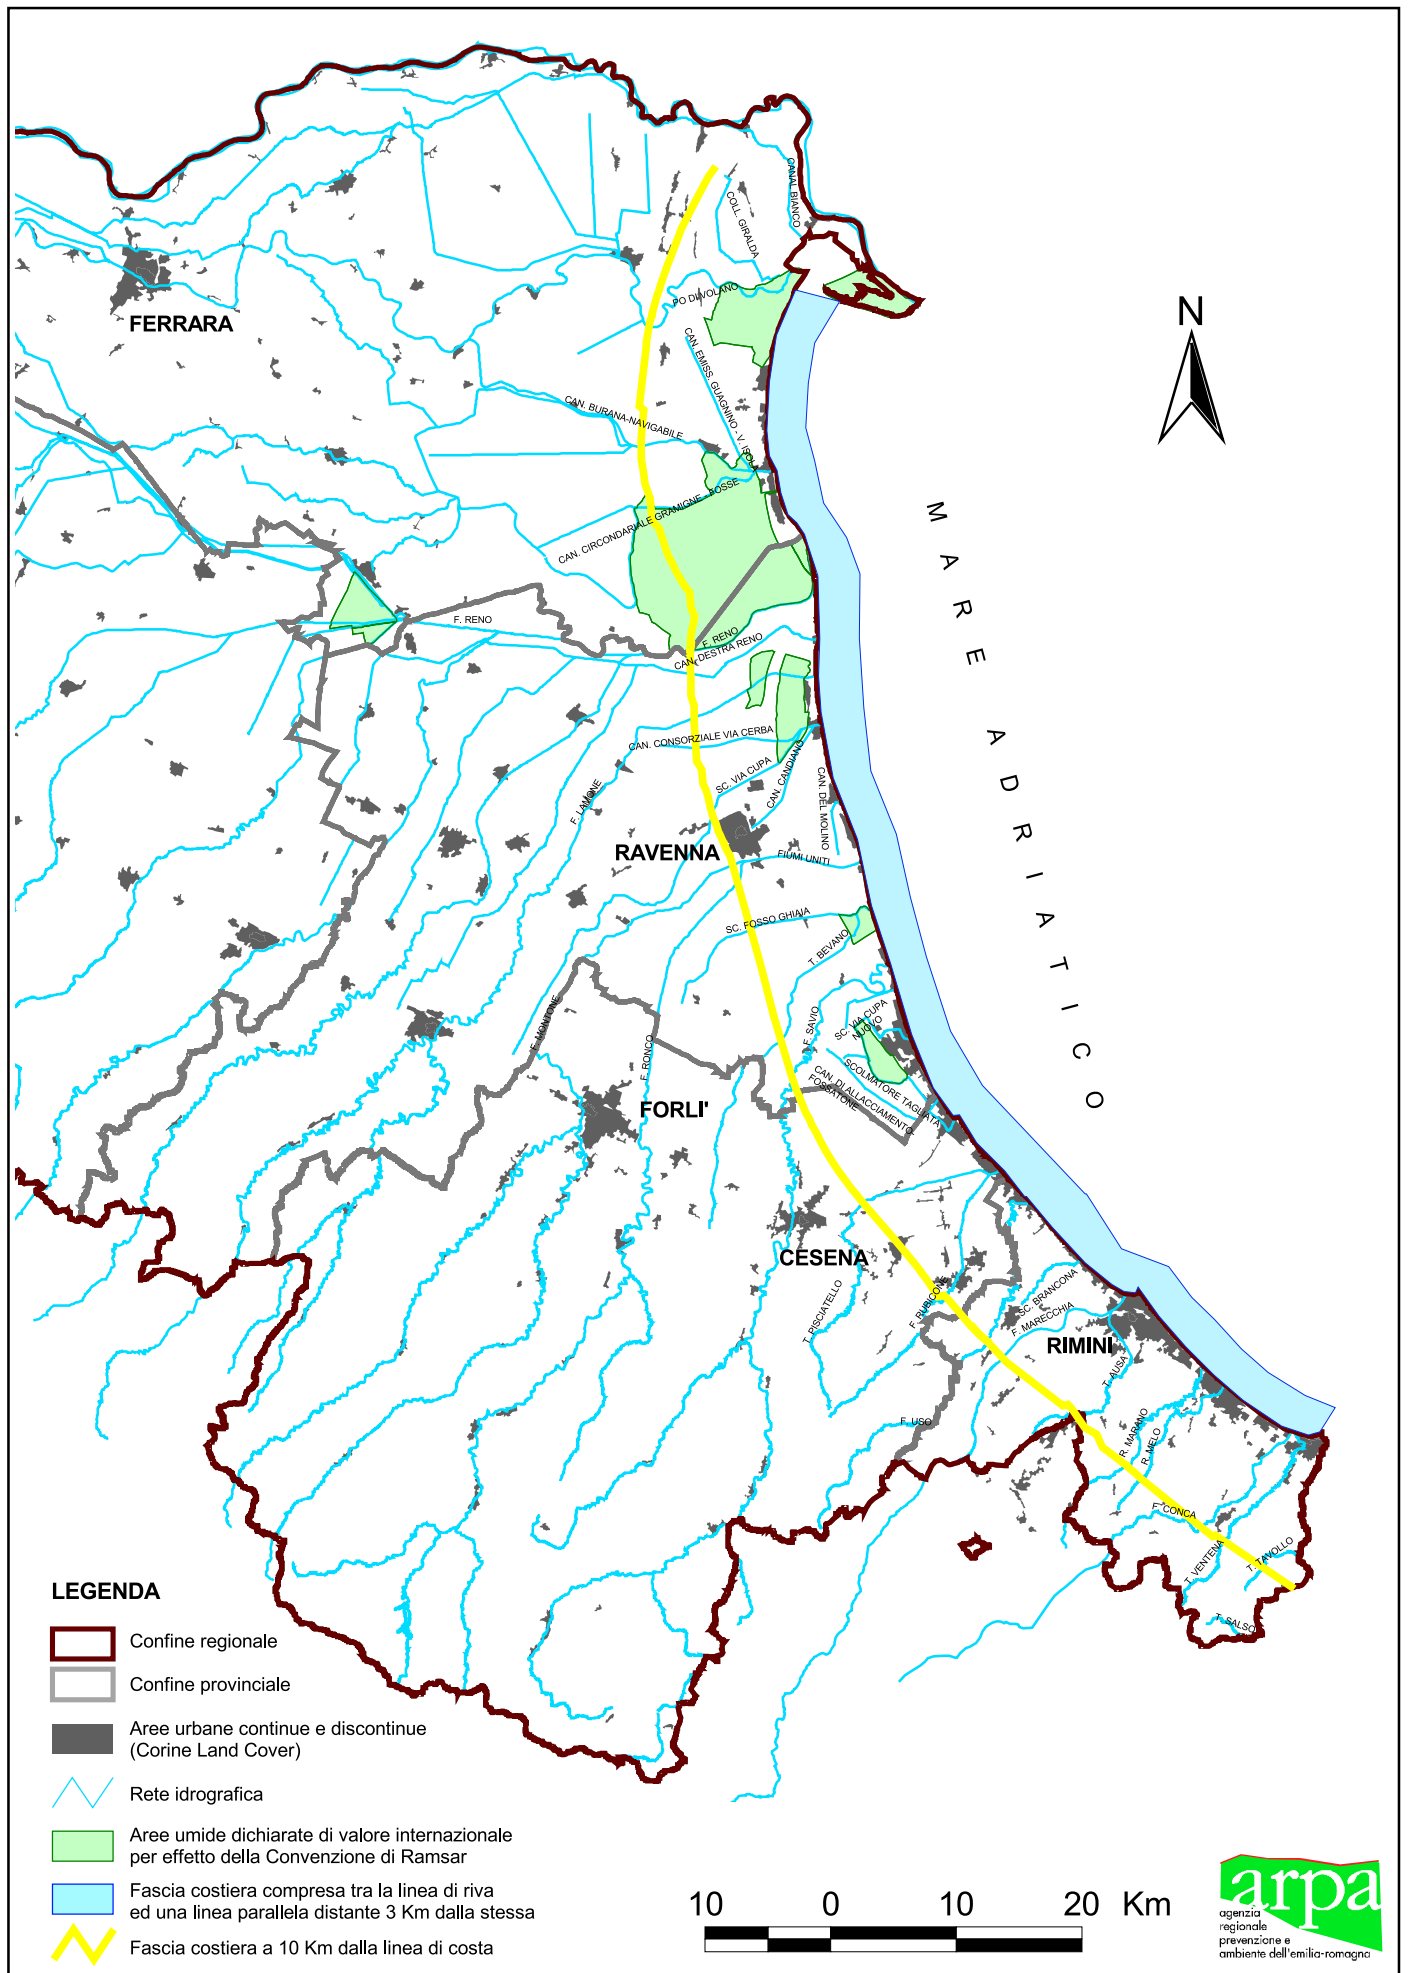 CANAL BIANCO
COLL. GIRALDA
PO DI VOLANO
FERRARA
N
CAN. EMISS. GUAGNINO - V. ISOLA
CAN. BURANA-NAVIGABILE
CAN. CIRCONDARIALE GRAMIGNE - FOSSE
MARE ADRIATICO
F. RENO
F. RENO
CAN. DESTRA RENO
CAN. CONSORZIALE VIA CERBA
SC. VIA CUPA
CAN. CANDIANO
CAN. DEL MOLINO
F. LAMONE
RAVENNA
FIUMI UNITI
SC. FOSSO GHIAIA
T. BEVANO
F. MONTONE
F. RONCO
F. SAVIO
SC. VIA CUPA
NUOVO
SCOLMATORE TAGLIATA
CAN. DI ALLACCIAMENTO
FOSSATONE
FORLI'
CESENA
T. PISCIATELLO
F. RUBICONE
SC. BRANCONA
F. MARECCHIA
RIMINI
T. AUSA
F. USO
R. MARANO
R. MELO
F. CONCA
T. VENTENA
T. TAVOLLO
T. SALSO
LEGENDA
Confine regionale
Confine provinciale
Aree urbane continue e discontinue
(Corine Land Cover)
Rete idrografica
Aree umide dichiarate di valore internazionale
per effetto della Convenzione di Ramsar
Fascia costiera compresa tra la linea di riva
ed una linea parallela distante 3 Km dalla stessa
Fascia costiera a 10 Km dalla linea di costa
10 0 10 20 Km
arpa
agenzia
regionale
prevenzione e
ambiente dell'emilia-romagna